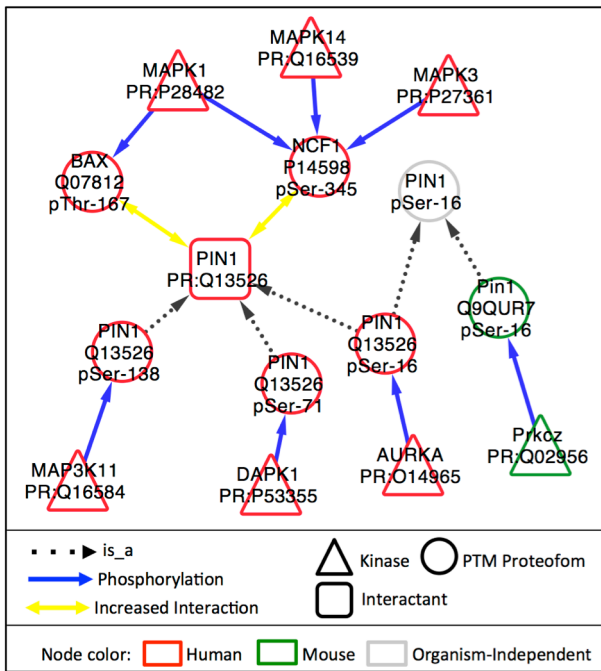 MAPK1
PR:P28482
MAPK14
PR:Q16539
MAPK3
PR:P27361
BAX
Q07812
pThr-167
NCF1
P14598
pSer-345
PIN1
pSer-16
PIN1
PR:Q13526
Pin1
Q9QUR7
pSer-16
PIN1
Q13526
pSer-138
PIN1
Q13526
pSer-71
PIN1
Q13526
pSer-16
MAP3K11
PR:Q16584
DAPK1
PR:P53355
AURKA
PR:O14965
Prkcz
PR:Q02956
is_a
Phosphorylation
Increased Interaction
Kinase
PTM Proteofom
Interactant
Node color:
Human
Mouse
Organism-Independent